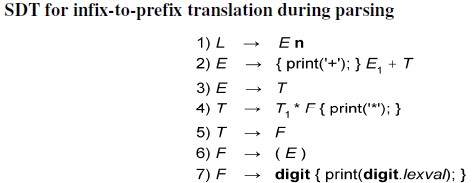 SDT for infix-to-prefix translation during parsing
1) L → E n
2) E → { print('+'); } E₁ + T
3) E → T
4) T → T₁ * F { print('*'); }
5) T → F
6) F → ( E )
7) F → digit { print(digit.lexval); }